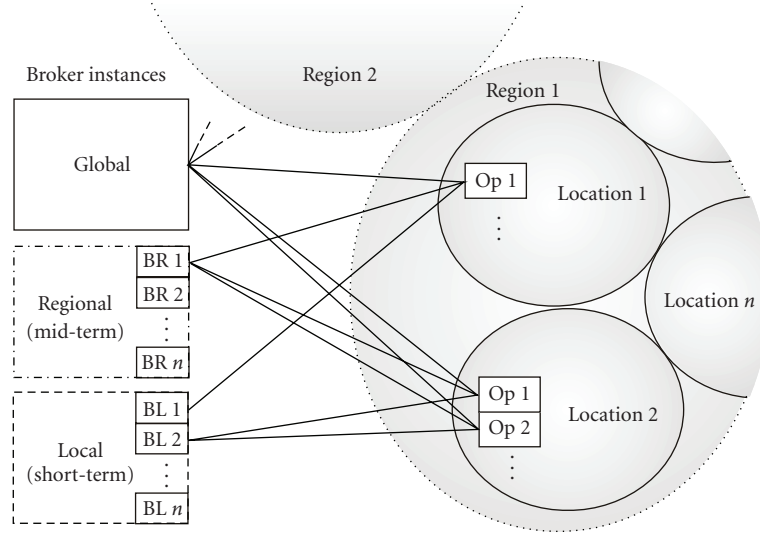 Broker instances
Global
Regional
(mid-term)
BR 1
BR 2
BR n
Local
(short-term)
BL 1
BL 2
BL n
Region 2
Region 1
Op 1
Location 1
Location n
Op 1
Op 2
Location 2